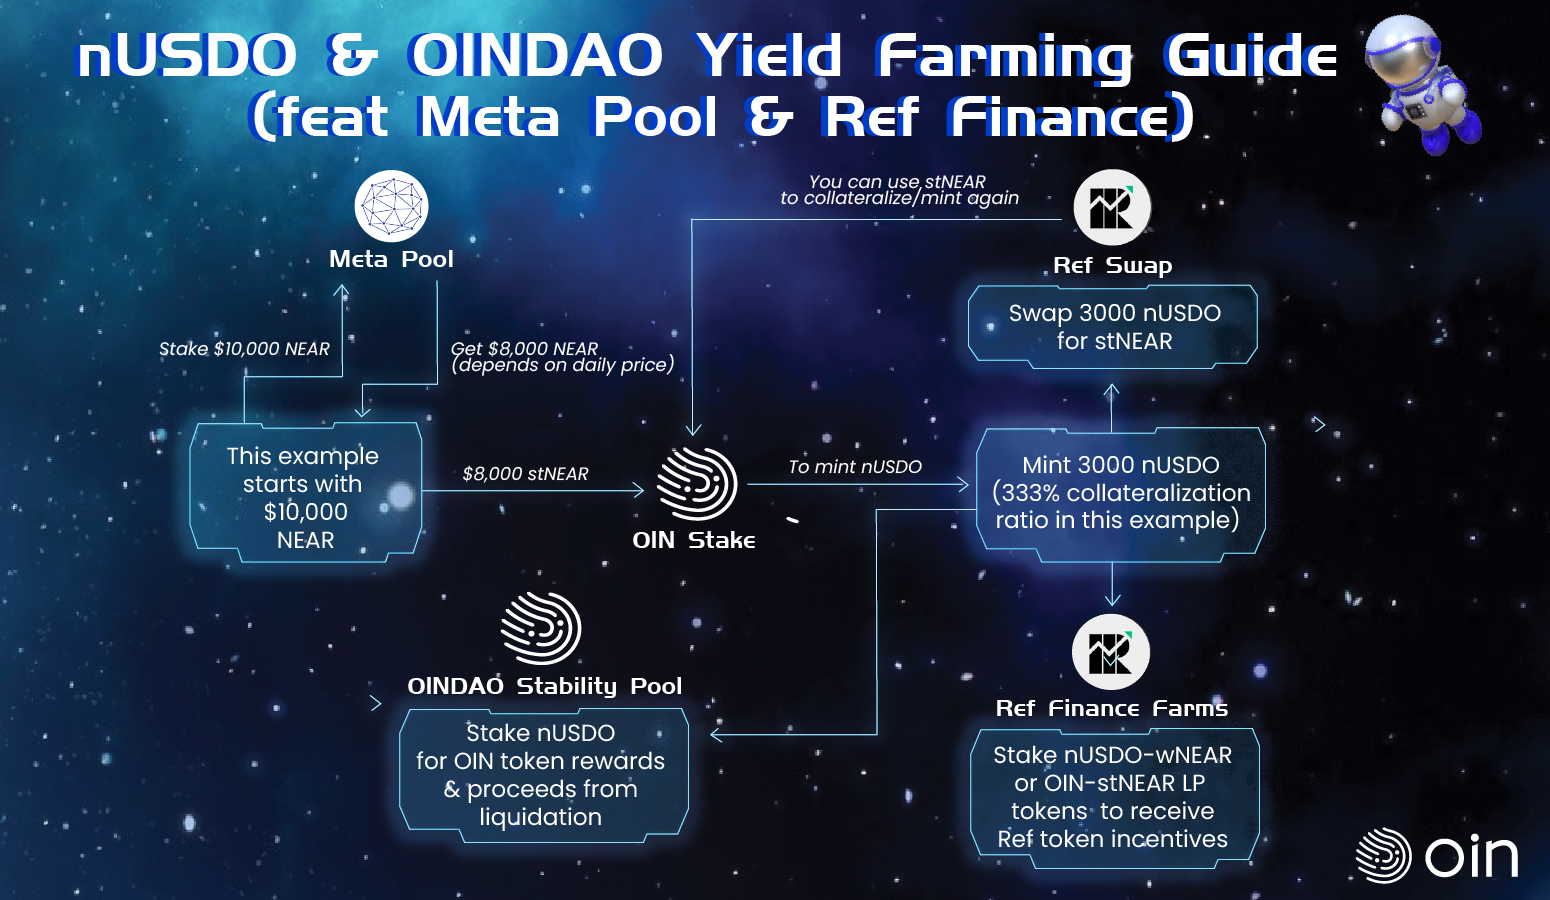 nUSDO & OINDAO Yield Farming Guide
(feat Meta Pool & Ref Finance)
Meta Pool
Stake $10,000 NEAR
Get $8,000 NEAR
(depends on daily price)
This example
starts with
$10,000
NEAR
$8,000 stNEAR
OIN Stake
You can use stNEAR
to collateralize/mint again
Ref Swap
Swap 3000 nUSDO
for stNEAR
To mint nUSDO
Mint 3000 nUSDO
(333% collateralization
ratio in this example)
OINDAO Stability Pool
Stake nUSDO
for OIN token rewards
& proceeds from
liquidation
Ref Finance Farms
Stake nUSDO-wNEAR
or OIN-stNEAR LP
tokens to receive
Ref token incentives
oin